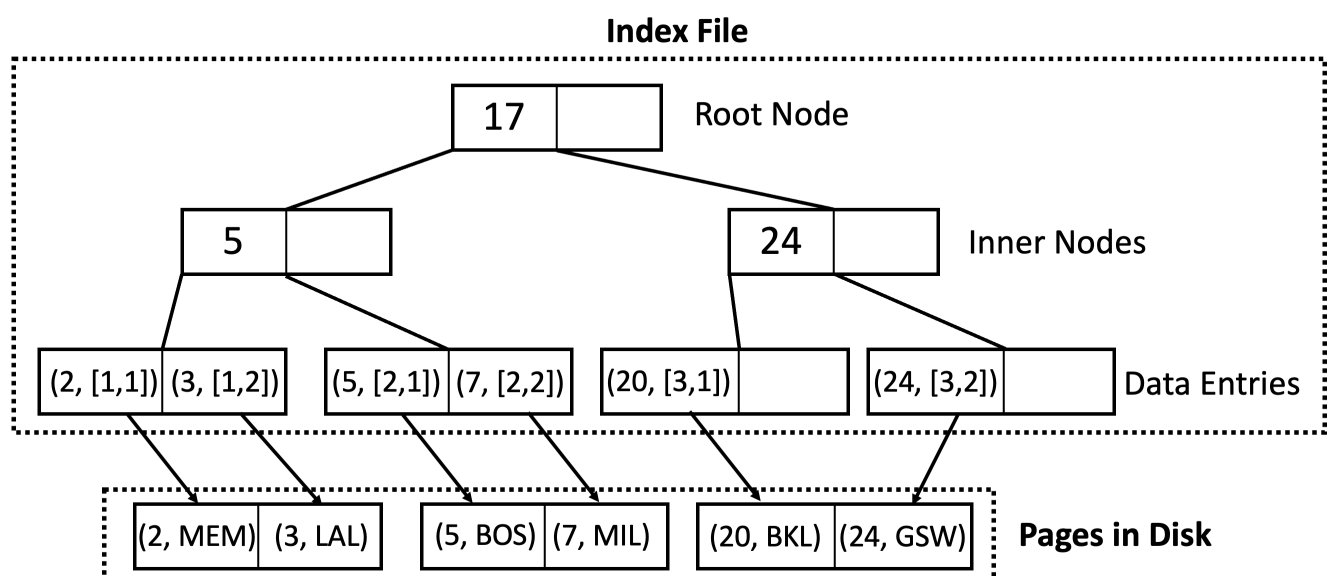 Index File
17
Root Node
5
24
Inner Nodes
(2, [1,1]) (3, [1,2])
(5, [2,1]) (7, [2,2])
(20, [3,1])
(24, [3,2])
Data Entries
(2, MEM) (3, LAL)
(5, BOS) (7, MIL)
(20, BKL) (24, GSW)
Pages in Disk